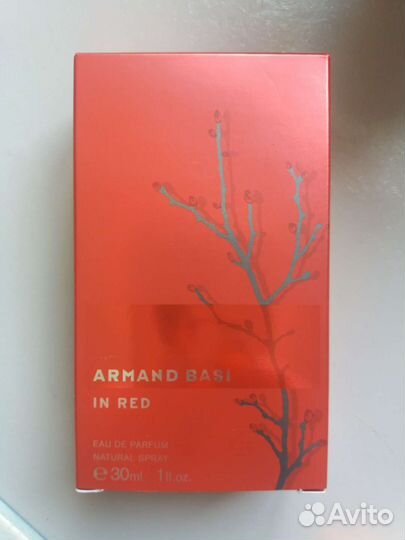 ARMAND BASI
IN RED
EAU DE PARFUM
NATURAL SPRAY
℮ 30ml 1fl.oz.
Avito